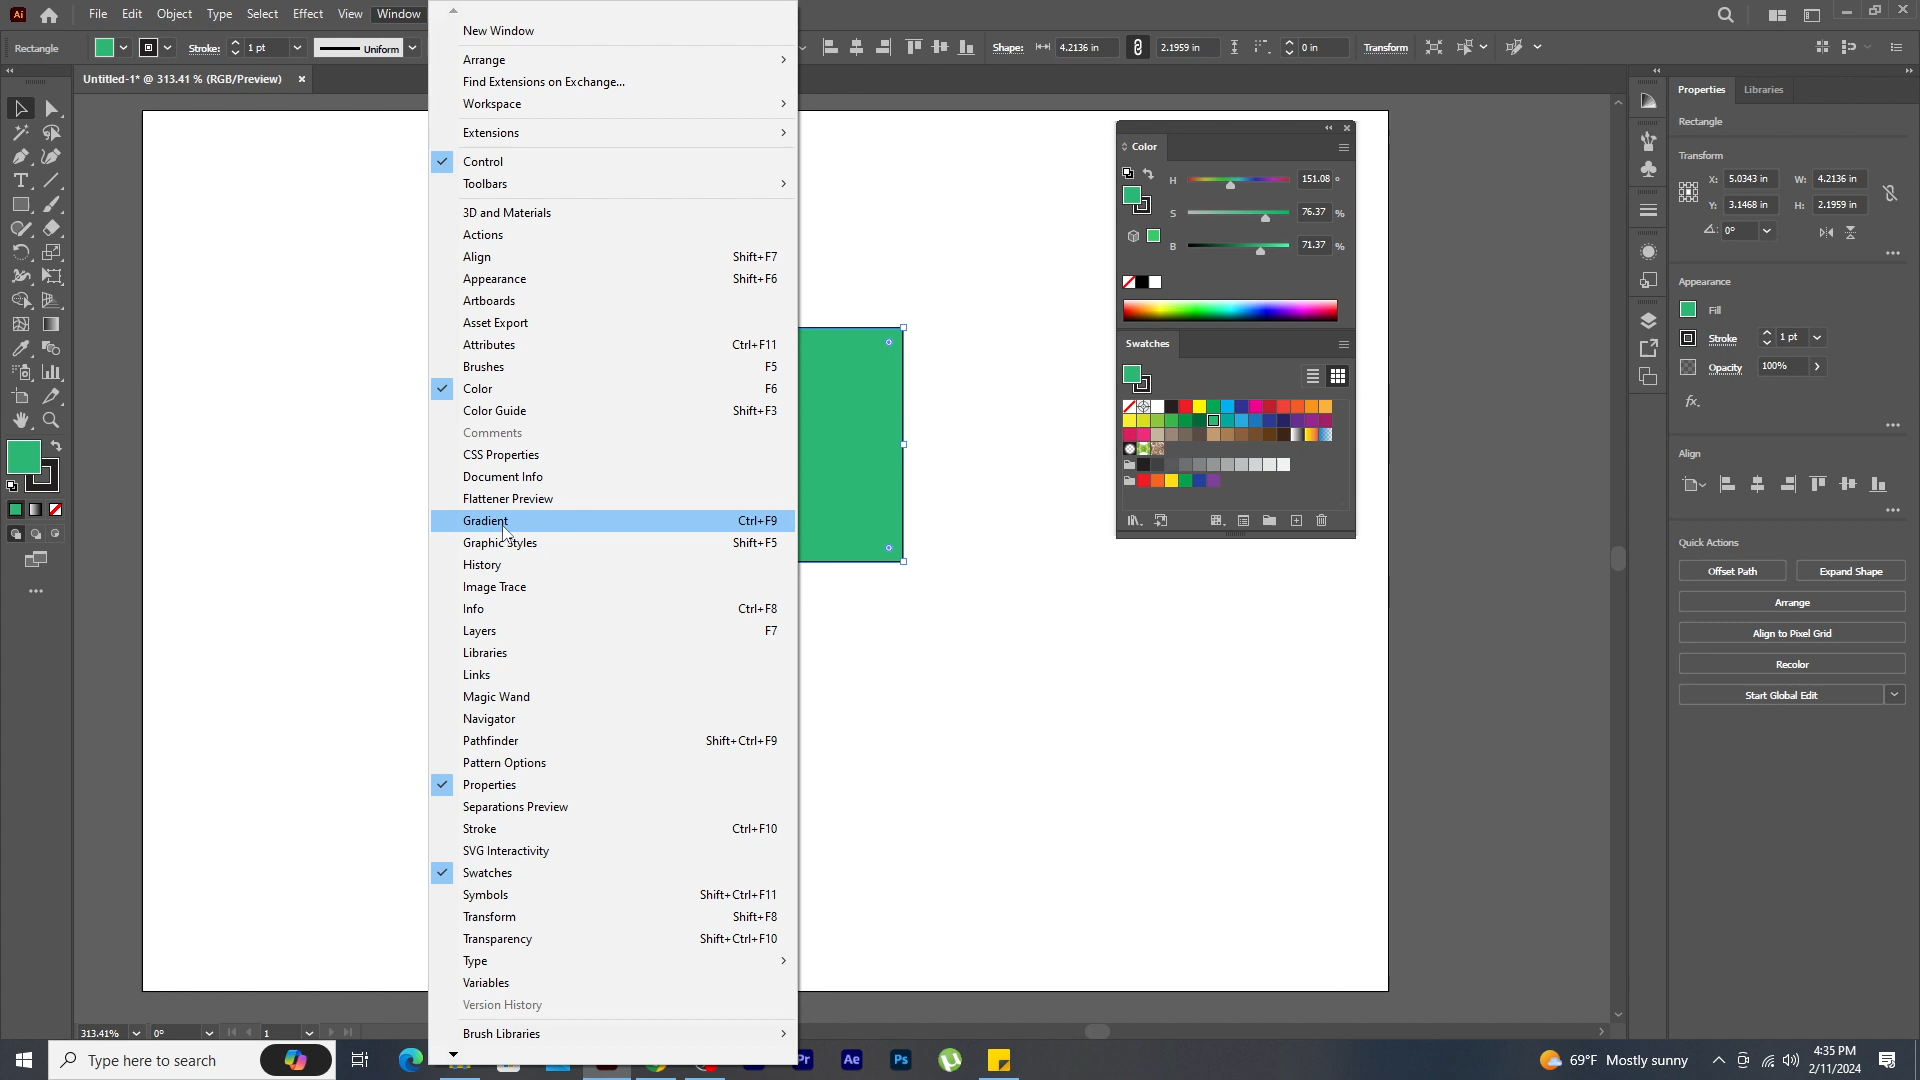 Ai File Edit Object Type Select Effect View Window
Rectangle Stroke: 1 pt Uniform Shape: 4.2136 in 2.1959 in 0 in Transform
Untitled-1* @ 313.41 % (RGB/Preview) ×
New Window
Arrange
Find Extensions on Exchange...
Workspace
Extensions
Control
Toolbars
3D and Materials
Actions
Align Shift+F7
Appearance Shift+F6
Artboards
Asset Export
Attributes Ctrl+F11
Brushes F5
Color F6
Color Guide Shift+F3
Comments
CSS Properties
Document Info
Flattener Preview
Gradient Ctrl+F9
Graphic Styles Shift+F5
History
Image Trace
Info Ctrl+F8
Layers F7
Libraries
Links
Magic Wand
Navigator
Pathfinder Shift+Ctrl+F9
Pattern Options
Properties
Separations Preview
Stroke Ctrl+F10
SVG Interactivity
Swatches
Symbols Shift+Ctrl+F11
Transform Shift+F8
Transparency Shift+Ctrl+F10
Type
Variables
Version History
Brush Libraries
Color
H 151.08 °
S 76.37 %
B 71.37 %
Swatches
Properties Libraries
Rectangle
Transform
X: 5.0343 in W: 4.2136 in
Y: 3.1468 in H: 2.1959 in
0°
Appearance
Fill
Stroke 1 pt
Opacity 100%
fx.
Align
Quick Actions
Offset Path Expand Shape
Arrange
Align to Pixel Grid
Recolor
Start Global Edit
313.41% 0° 1
Type here to search Pr Ae Ps 69°F Mostly sunny 4:35 PM
2/11/2024